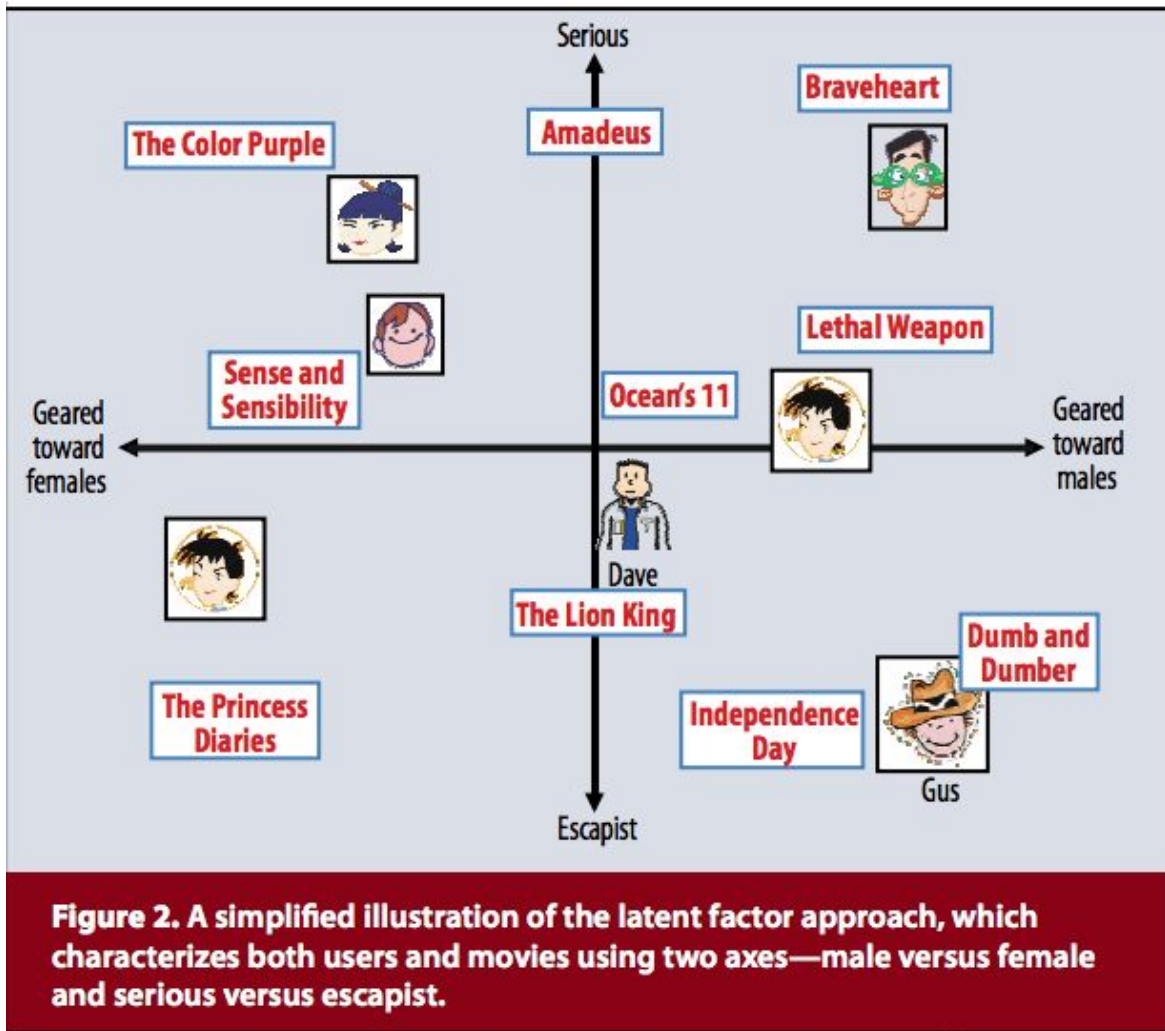 Serious
Braveheart
Amadeus
The Color Purple
Lethal Weapon
Sense and
Sensibility
Ocean's 11
Geared
toward
females
Geared
toward
males
Dave
The Lion King
Dumb and
Dumber
The Princess
Diaries
Independence
Day
Gus
Escapist
Figure 2. A simplified illustration of the latent factor approach, which
characterizes both users and movies using two axes—male versus female
and serious versus escapist.